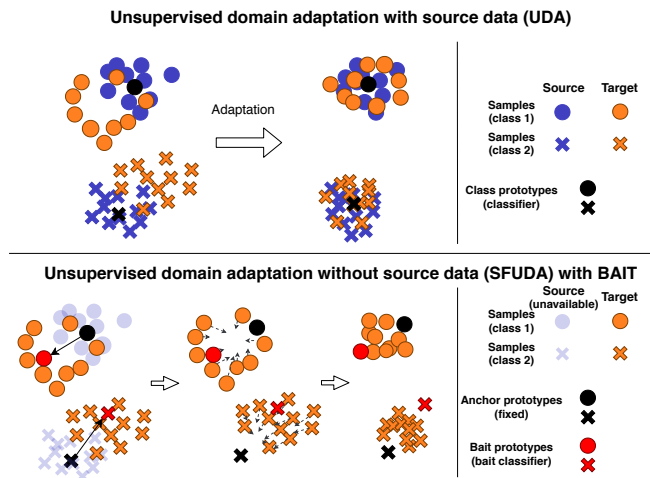 Unsupervised domain adaptation with source data (UDA)
Adaptation
Source Target
Samples
(class 1)
Samples
(class 2)
Class prototypes
(classifier)
Unsupervised domain adaptation without source data (SFUDA) with BAIT
Source
(unavailable) Target
Samples
(class 1)
Samples
(class 2)
Anchor prototypes
(fixed)
Bait prototypes
(bait classifier)